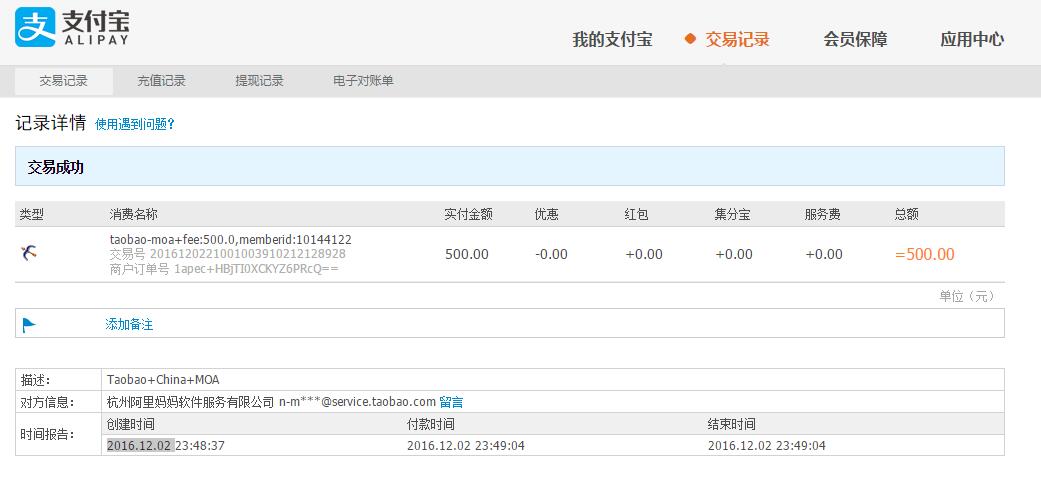 支付宝
ALIPAY
我的支付宝 交易记录 会员保障 应用中心
交易记录 充值记录 提现记录 电子对账单
记录详情 使用遇到问题?
交易成功
类型 消费名称 实付金额 优惠 红包 集分宝 服务费 总额
taobao-moa+fee:500.0,memberid:10144122
交易号 2016120221001003910212128928 500.00 -0.00 +0.00 +0.00 +0.00 =500.00
商户订单号 1apec+HBjTI0XCKYZ6PRcQ==
单位（元）
添加备注
描述： Taobao+China+MOA
对方信息： 杭州阿里妈妈软件服务有限公司 n-m***@service.taobao.com 留言
时间报告： 创建时间 付款时间 结束时间
2016.12.02 23:48:37 2016.12.02 23:49:04 2016.12.02 23:49:04